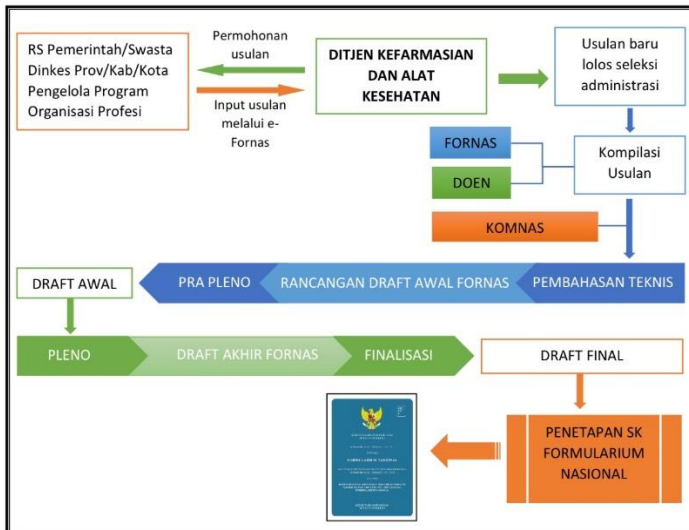 RS Pemerintah/Swasta
Dinkes Prov/Kab/Kota
Pengelola Program
Organisasi Profesi
Permohonan
usulan
Input usulan
melalui e-
Fornas
DITJEN KEFARMASIAN
DAN ALAT
KESEHATAN
Usulan baru
lolos seleksi
administrasi
FORNAS
DOEN
Kompilasi
Usulan
KOMNAS
DRAFT AWAL
PRA PLENO
RANCANGAN DRAFT AWAL FORNAS
PEMBAHASAN TEKNIS
PLENO
DRAFT AKHIR FORNAS
FINALISASI
DRAFT FINAL
PENETAPAN SK
FORMULARIUM
NASIONAL